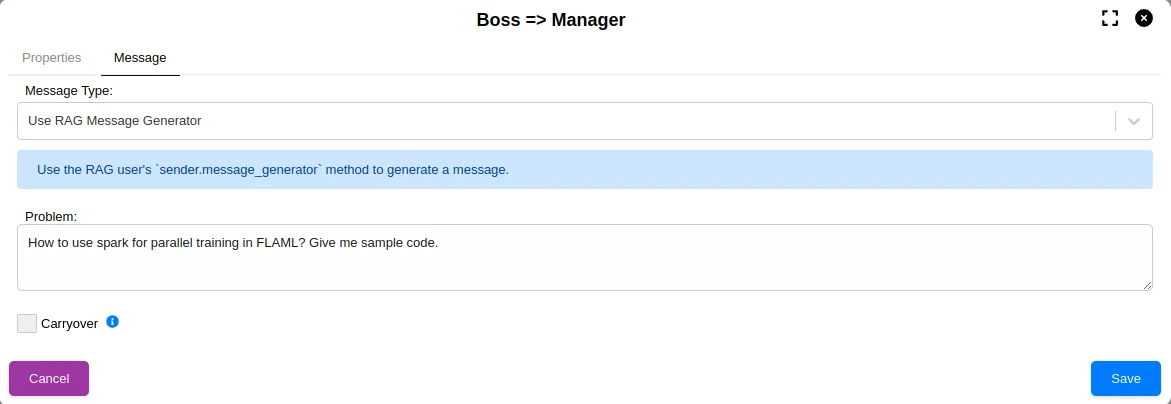 Boss => Manager
Properties
Message
Message Type:
Use RAG Message Generator
Use the RAG user's `sender.message_generator` method to generate a message.
Problem:
How to use spark for parallel training in FLAML? Give me sample code.
Carryover
Cancel
Save